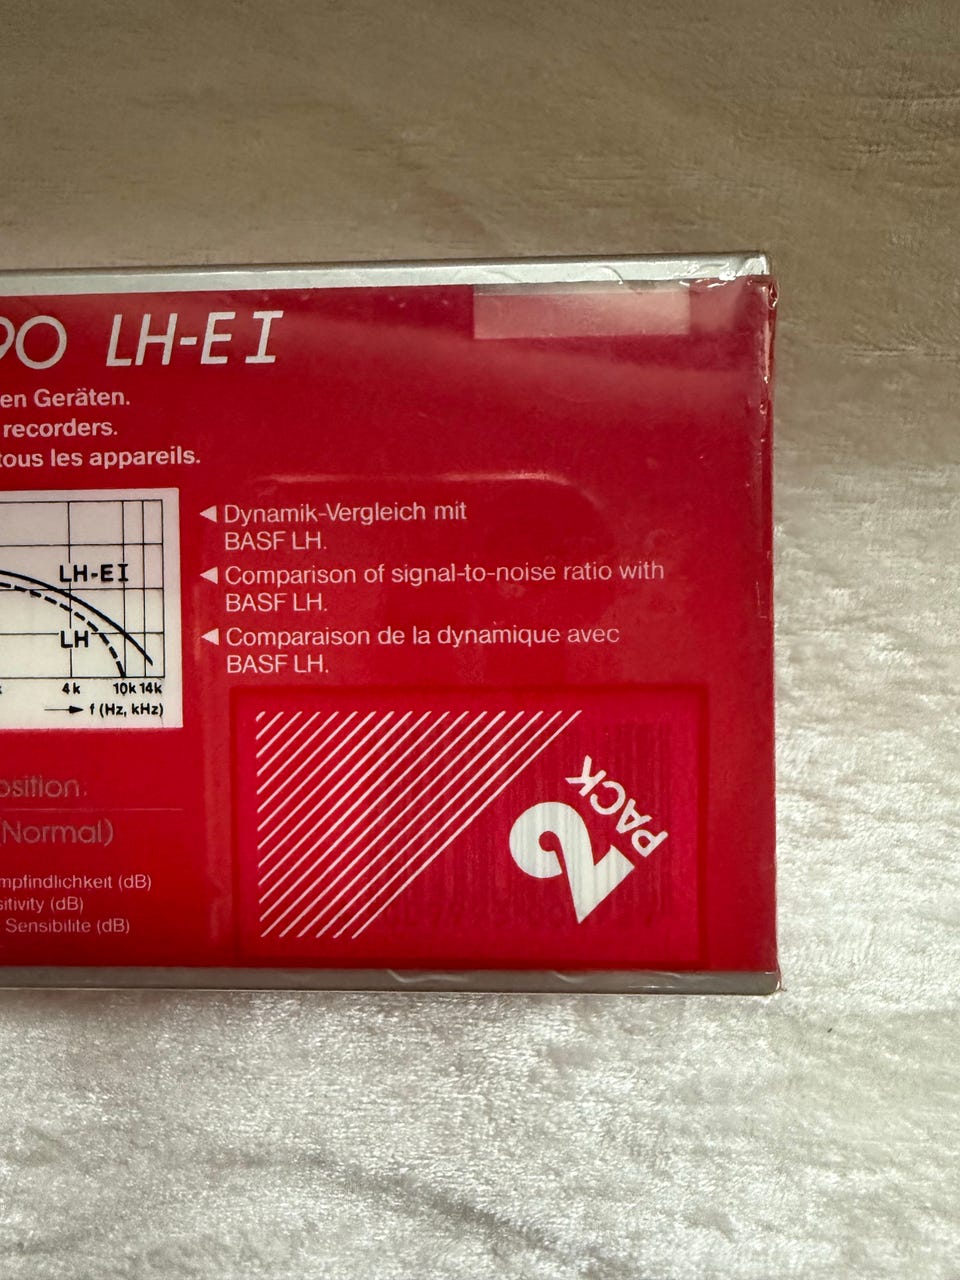 90 LH-E I
en Geräten.
recorders.
tous les appareils.
◄ Dynamik-Vergleich mit
BASF LH.
◄ Comparison of signal-to-noise ratio with
BASF LH.
◄ Comparaison de la dynamique avec
BASF LH.
LH-EI
LH
4k 10k 14k
f (Hz, kHz)
osition:
(Normal)
mpfindlichkeit (dB)
sitivity (dB)
Sensibilite (dB)
2
PACK